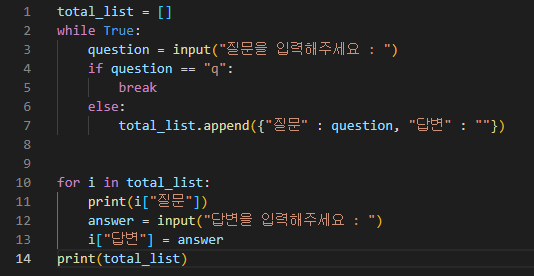 1 total_list = []
2 while True:
3 question = input("질문을 입력해주세요 : ")
4 if question == "q":
5 break
6 else:
7 total_list.append({"질문" : question, "답변" : ""})
8
9
10 for i in total_list:
11 print(i["질문"])
12 answer = input("답변을 입력해주세요 : ")
13 i["답변"] = answer
14 print(total_list)